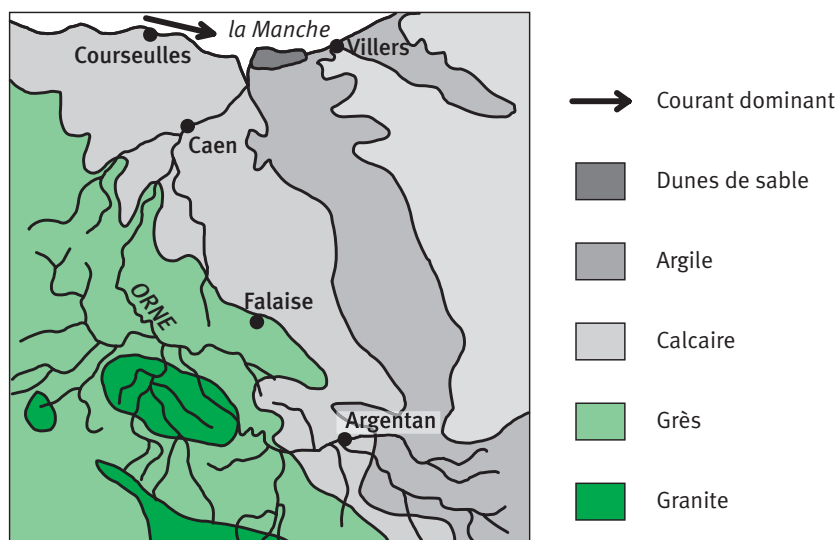 la Manche
Courseulles
Villers
Caen
ORNE
Falaise
Argentan
Courant dominant
Dunes de sable
Argile
Calcaire
Grès
Granite